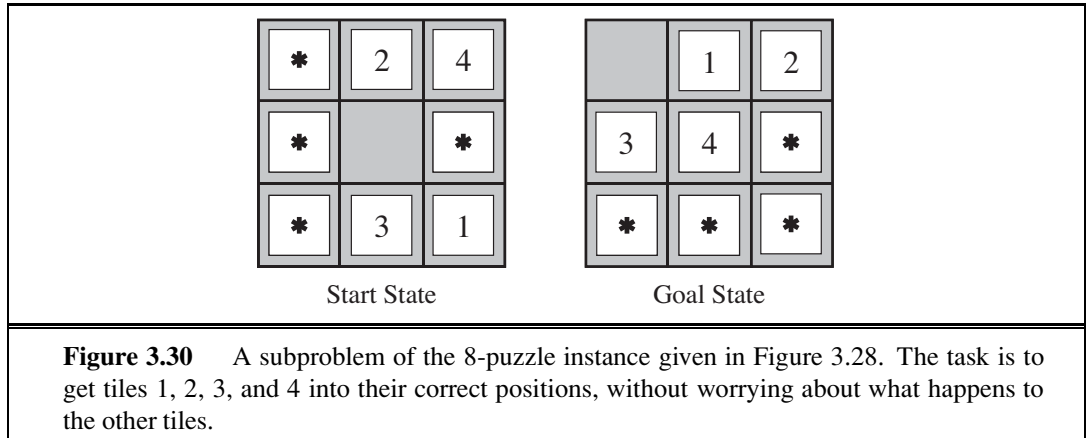 * 2 4 1 2
* * 3 4 *
* 3 1 * * *
Start State Goal State
Figure 3.30 A subproblem of the 8-puzzle instance given in Figure 3.28. The task is to
get tiles 1, 2, 3, and 4 into their correct positions, without worrying about what happens to
the other tiles.